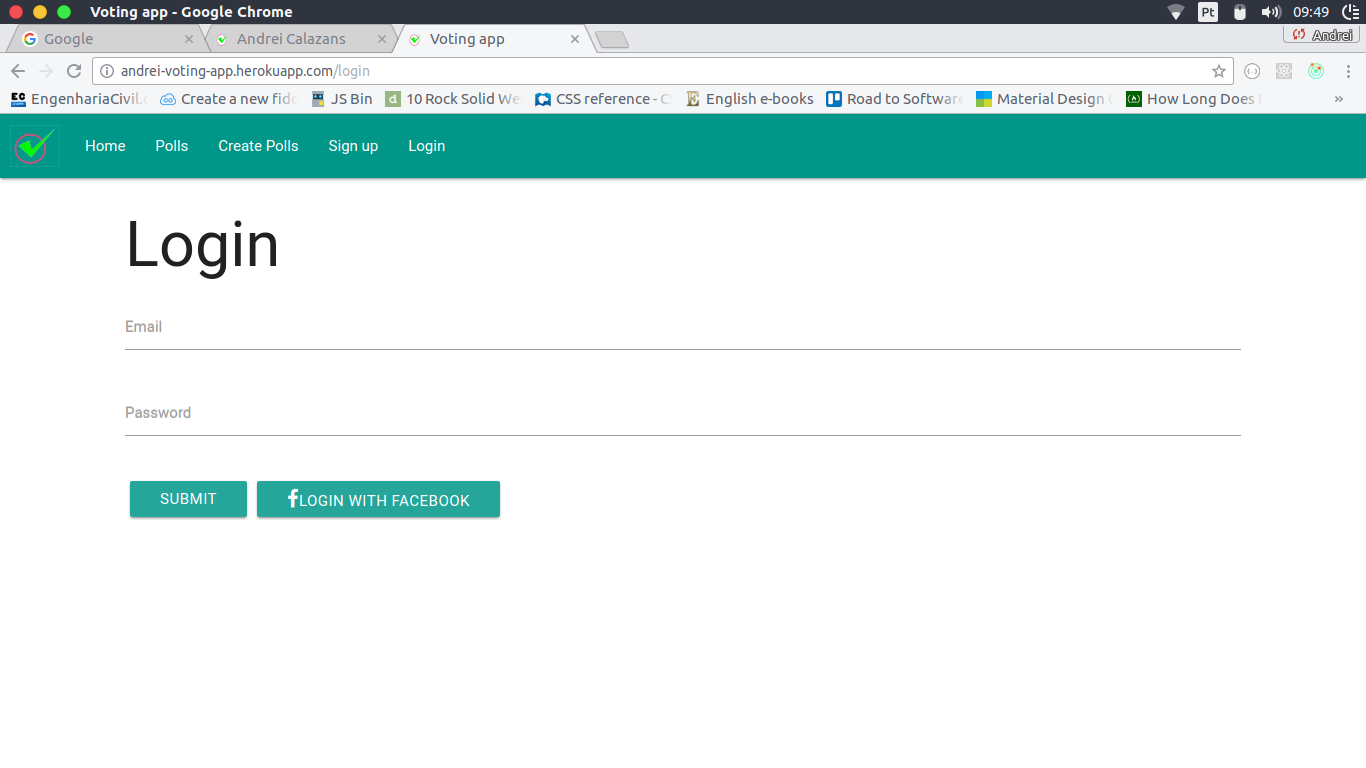 Voting app - Google Chrome
Pt
09:49
Google
Andrei Calazans
Voting app
Andrei
andrei-voting-app.herokuapp.com/login
EngenhariaCivil.
Create a new fidd
JS Bin
10 Rock Solid We
CSS reference - C
English e-books
Road to Software
Material Design
How Long Does
Home
Polls
Create Polls
Sign up
Login
Login
Email
Password
SUBMIT
LOGIN WITH FACEBOOK